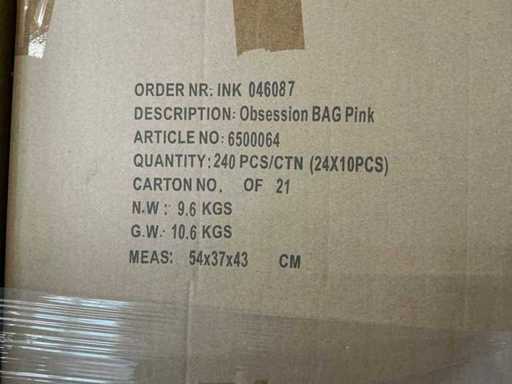 ORDER NR: INK 046087
DESCRIPTION: Obsession BAG Pink
ARTICLE NO: 6500064
QUANTITY: 240 PCS/CTN (24X10PCS)
CARTON NO. OF 21
N.W: 9.6 KGS
G.W: 10.6 KGS
MEAS: 54x37x43 CM